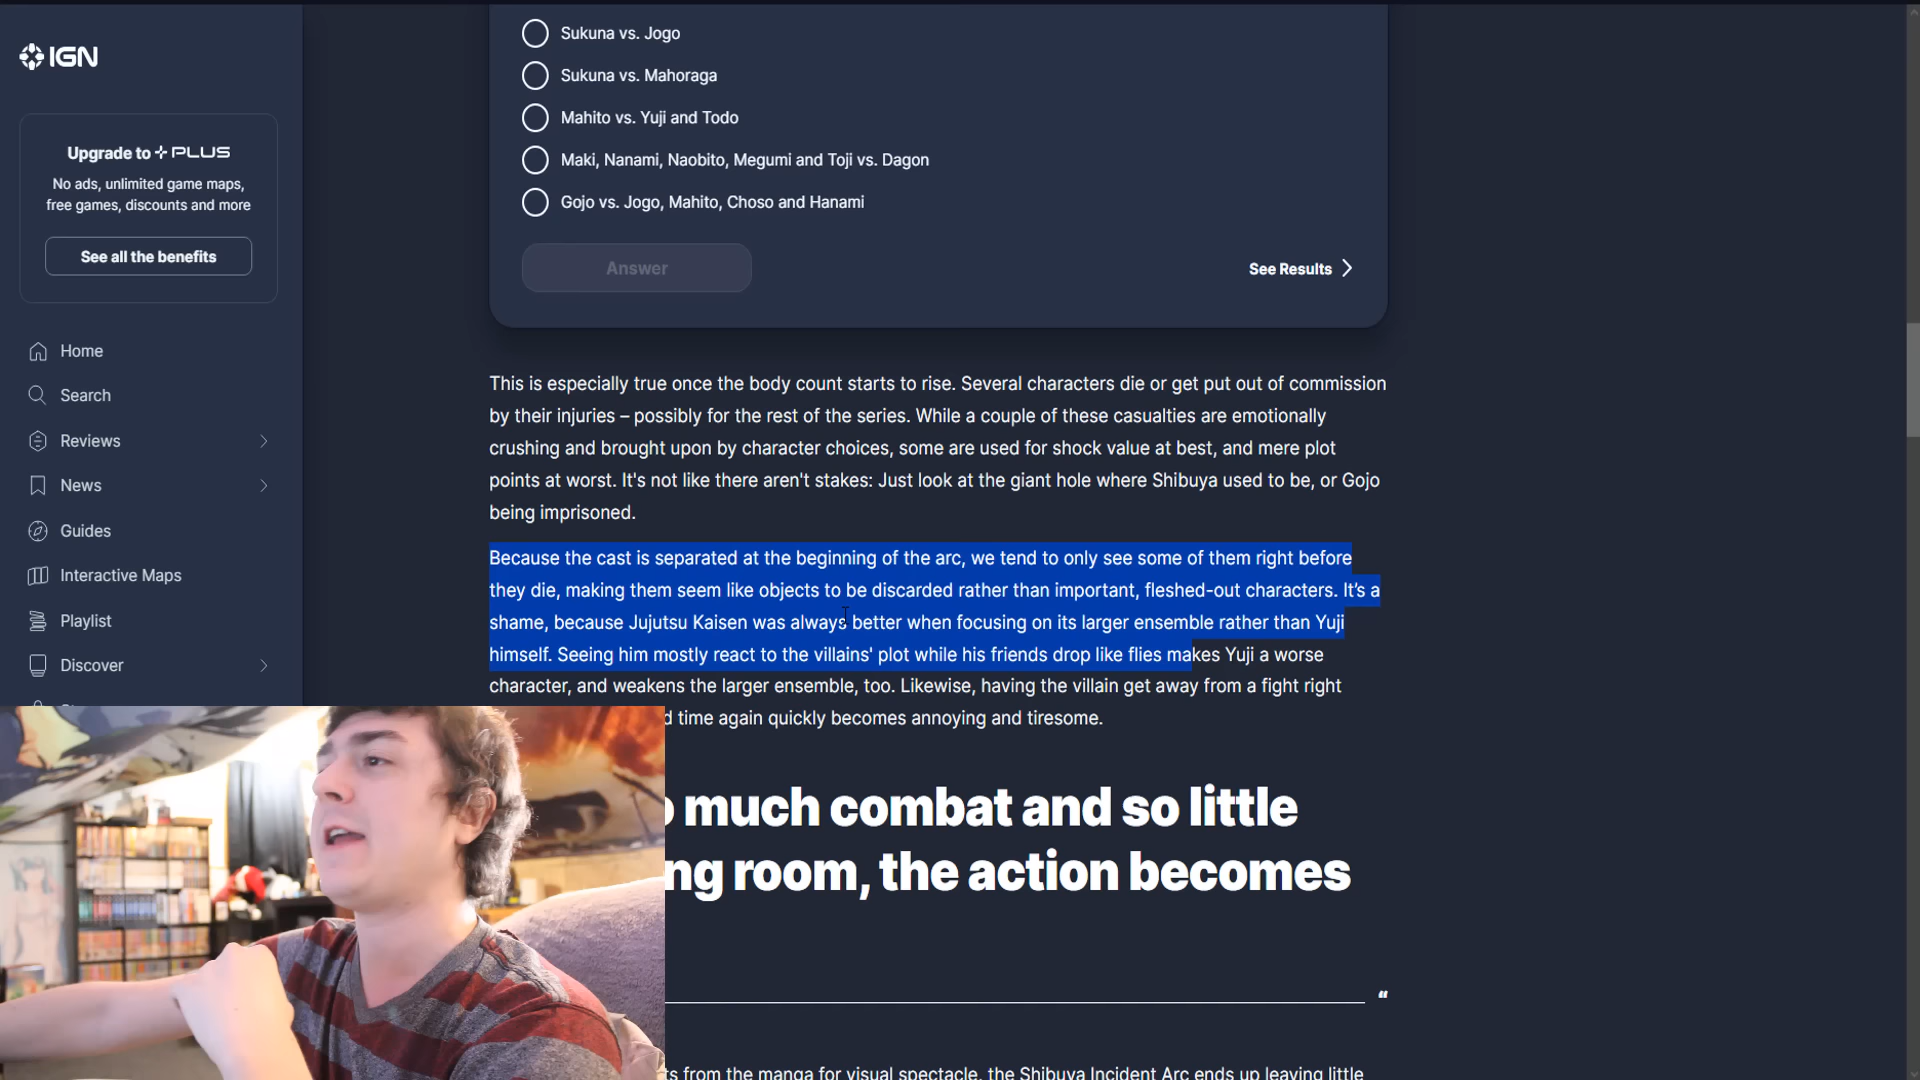 IGN
Upgrade to + PLUS
No ads, unlimited game maps,
free games, discounts and more
See all the benefits
Home
Search
Reviews
News
Guides
Interactive Maps
Playlist
Discover
Sukuna vs. Jogo
Sukuna vs. Mahoraga
Mahito vs. Yuji and Todo
Maki, Nanami, Naobito, Megumi and Toji vs. Dagon
Gojo vs. Jogo, Mahito, Choso and Hanami
Answer
See Results
This is especially true once the body count starts to rise. Several characters die or get put out of commission
by their injuries – possibly for the rest of the series. While a couple of these casualties are emotionally
crushing and brought upon by character choices, some are used for shock value at best, and mere plot
points at worst. It's not like there aren't stakes: Just look at the giant hole where Shibuya used to be, or Gojo
being imprisoned.
Because the cast is separated at the beginning of the arc, we tend to only see some of them right before
they die, making them seem like objects to be discarded rather than important, fleshed-out characters. It's a
shame, because Jujutsu Kaisen was always better when focusing on its larger ensemble rather than Yuji
himself. Seeing him mostly react to the villains' plot while his friends drop like flies makes Yuji a worse
character, and weakens the larger ensemble, too. Likewise, having the villain get away from a fight right
time again quickly becomes annoying and tiresome.
much combat and so little
room, the action becomes
“
from the manga for visual spectacle, the Shibuya Incident Arc ends up leaving little